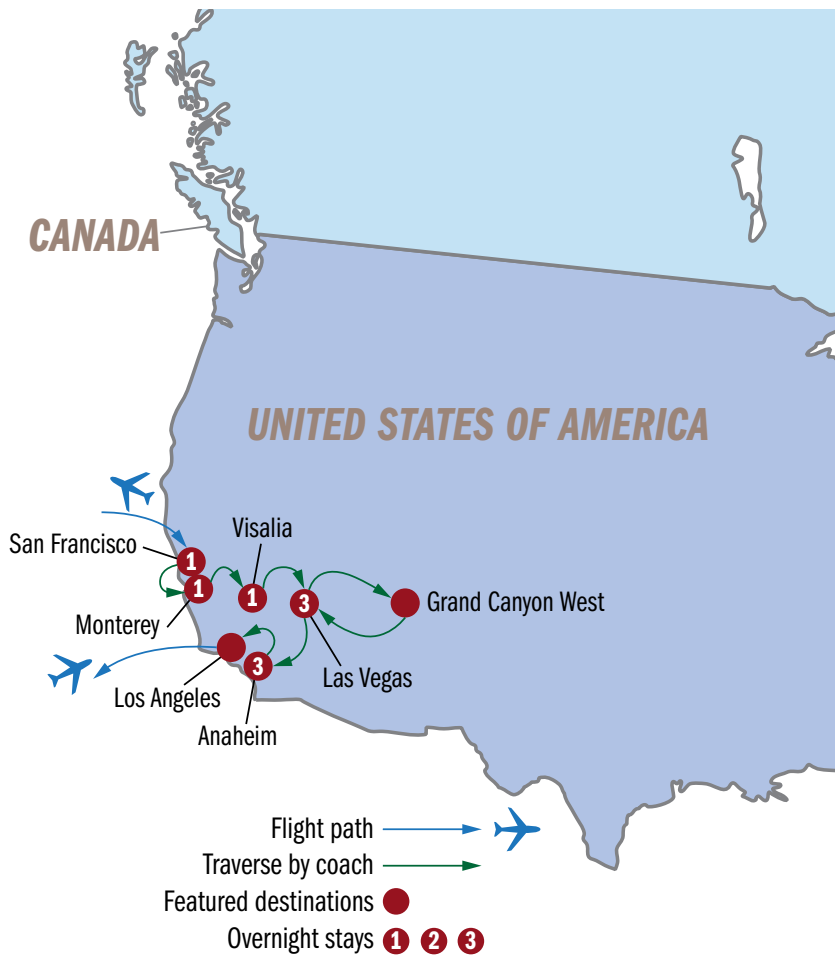 CANADA
UNITED STATES OF AMERICA
Visalia
San Francisco
1
1
1
3
Grand Canyon West
Monterey
3
Las Vegas
Los Angeles
Anaheim
Flight path
Traverse by coach
Featured destinations
Overnight stays 1 2 3